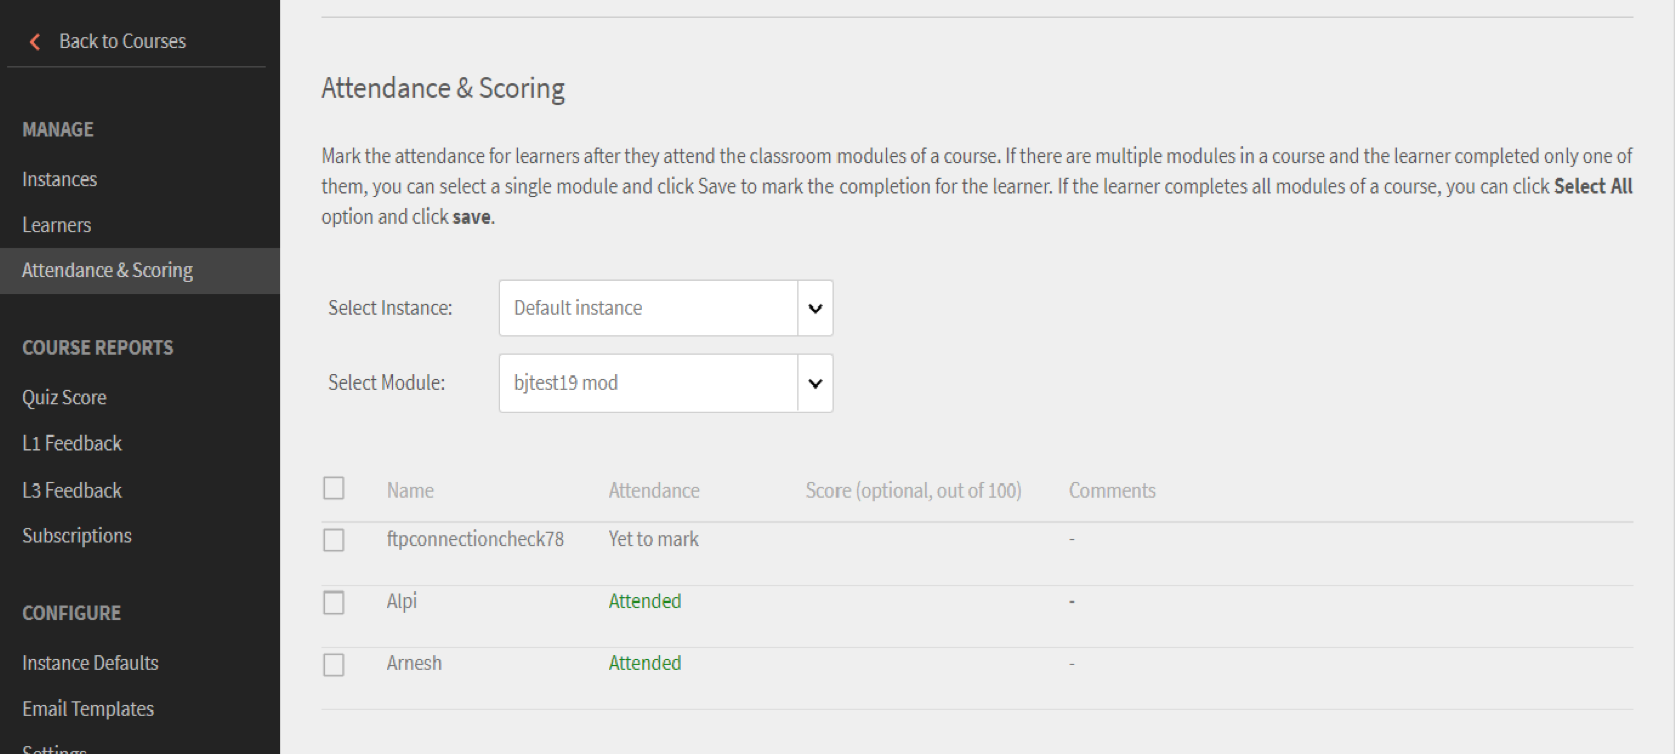 Back to Courses
MANAGE
Instances
Learners
Attendance & Scoring
COURSE REPORTS
Quiz Score
L1 Feedback
L3 Feedback
Subscriptions
CONFIGURE
Instance Defaults
Email Templates
Settings
Attendance & Scoring
Mark the attendance for learners after they attend the classroom modules of a course. If there are multiple modules in a course and the learner completed only one of
them, you can select a single module and click Save to mark the completion for the learner. If the learner completes all modules of a course, you can click Select All
option and click save.
Select Instance: Default instance
Select Module: bjtest19 mod
Name Attendance Score (optional, out of 100) Comments
ftpconnectioncheck78 Yet to mark -
Alpi Attended -
Arnesh Attended -